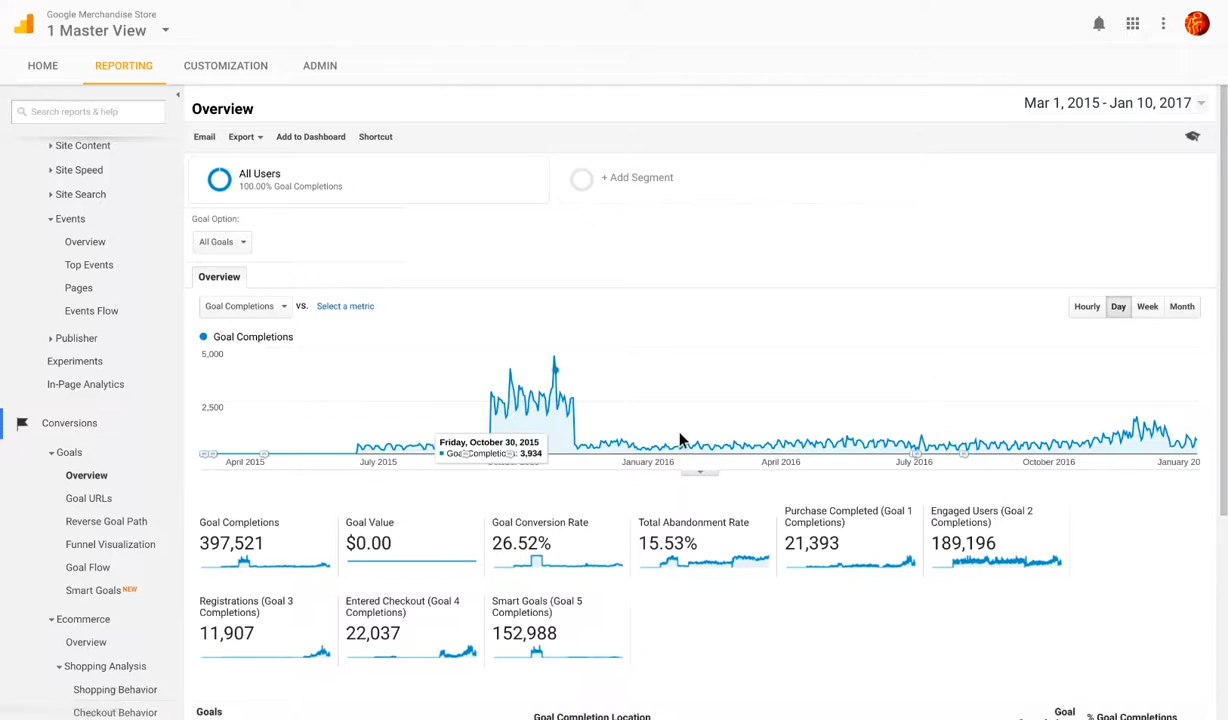 Google Merchandise Store
1 Master View
HOME
REPORTING
CUSTOMIZATION
ADMIN
Search reports & help
Site Content
Site Speed
Site Search
Events
Overview
Top Events
Pages
Events Flow
Publisher
Experiments
In-Page Analytics
Conversions
Goals
Overview
Goal URLs
Reverse Goal Path
Funnel Visualization
Goal Flow
Smart Goals NEW
Ecommerce
Overview
Shopping Analysis
Shopping Behavior
Checkout Behavior
Overview
Mar 1, 2015 - Jan 10, 2017
Email
Export
Add to Dashboard
Shortcut
All Users
100.00% Goal Completions
+ Add Segment
Goal Option:
All Goals
Overview
Goal Completions
VS.
Select a metric
Hourly
Day
Week
Month
Goal Completions
5,000
2,500
Friday, October 30, 2015
Goal Completions: 3,934
April 2015
July 2015
January 2016
April 2016
July 2016
October 2016
January 20
Goal Completions
397,521
Goal Value
$0.00
Goal Conversion Rate
26.52%
Total Abandonment Rate
15.53%
Purchase Completed (Goal 1
Completions)
21,393
Engaged Users (Goal 2
Completions)
189,196
Registrations (Goal 3
Completions)
11,907
Entered Checkout (Goal 4
Completions)
22,037
Smart Goals (Goal 5
Completions)
152,988
Goals
Goal Completion Location
Goal
% Goal Completions